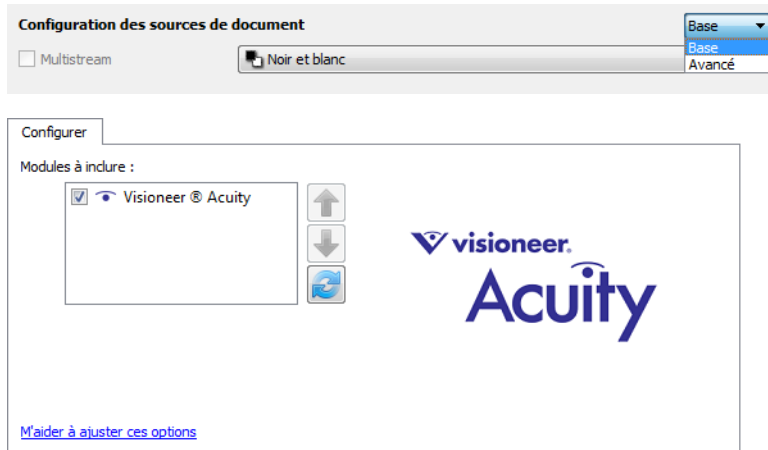 Configuration des sources de document
Base
Base
Avancé
Multistream
Noir et blanc
Configurer
Modules à inclure :
Visioneer ® Acuity
visioneer.
Acuity
M'aider à ajuster ces options